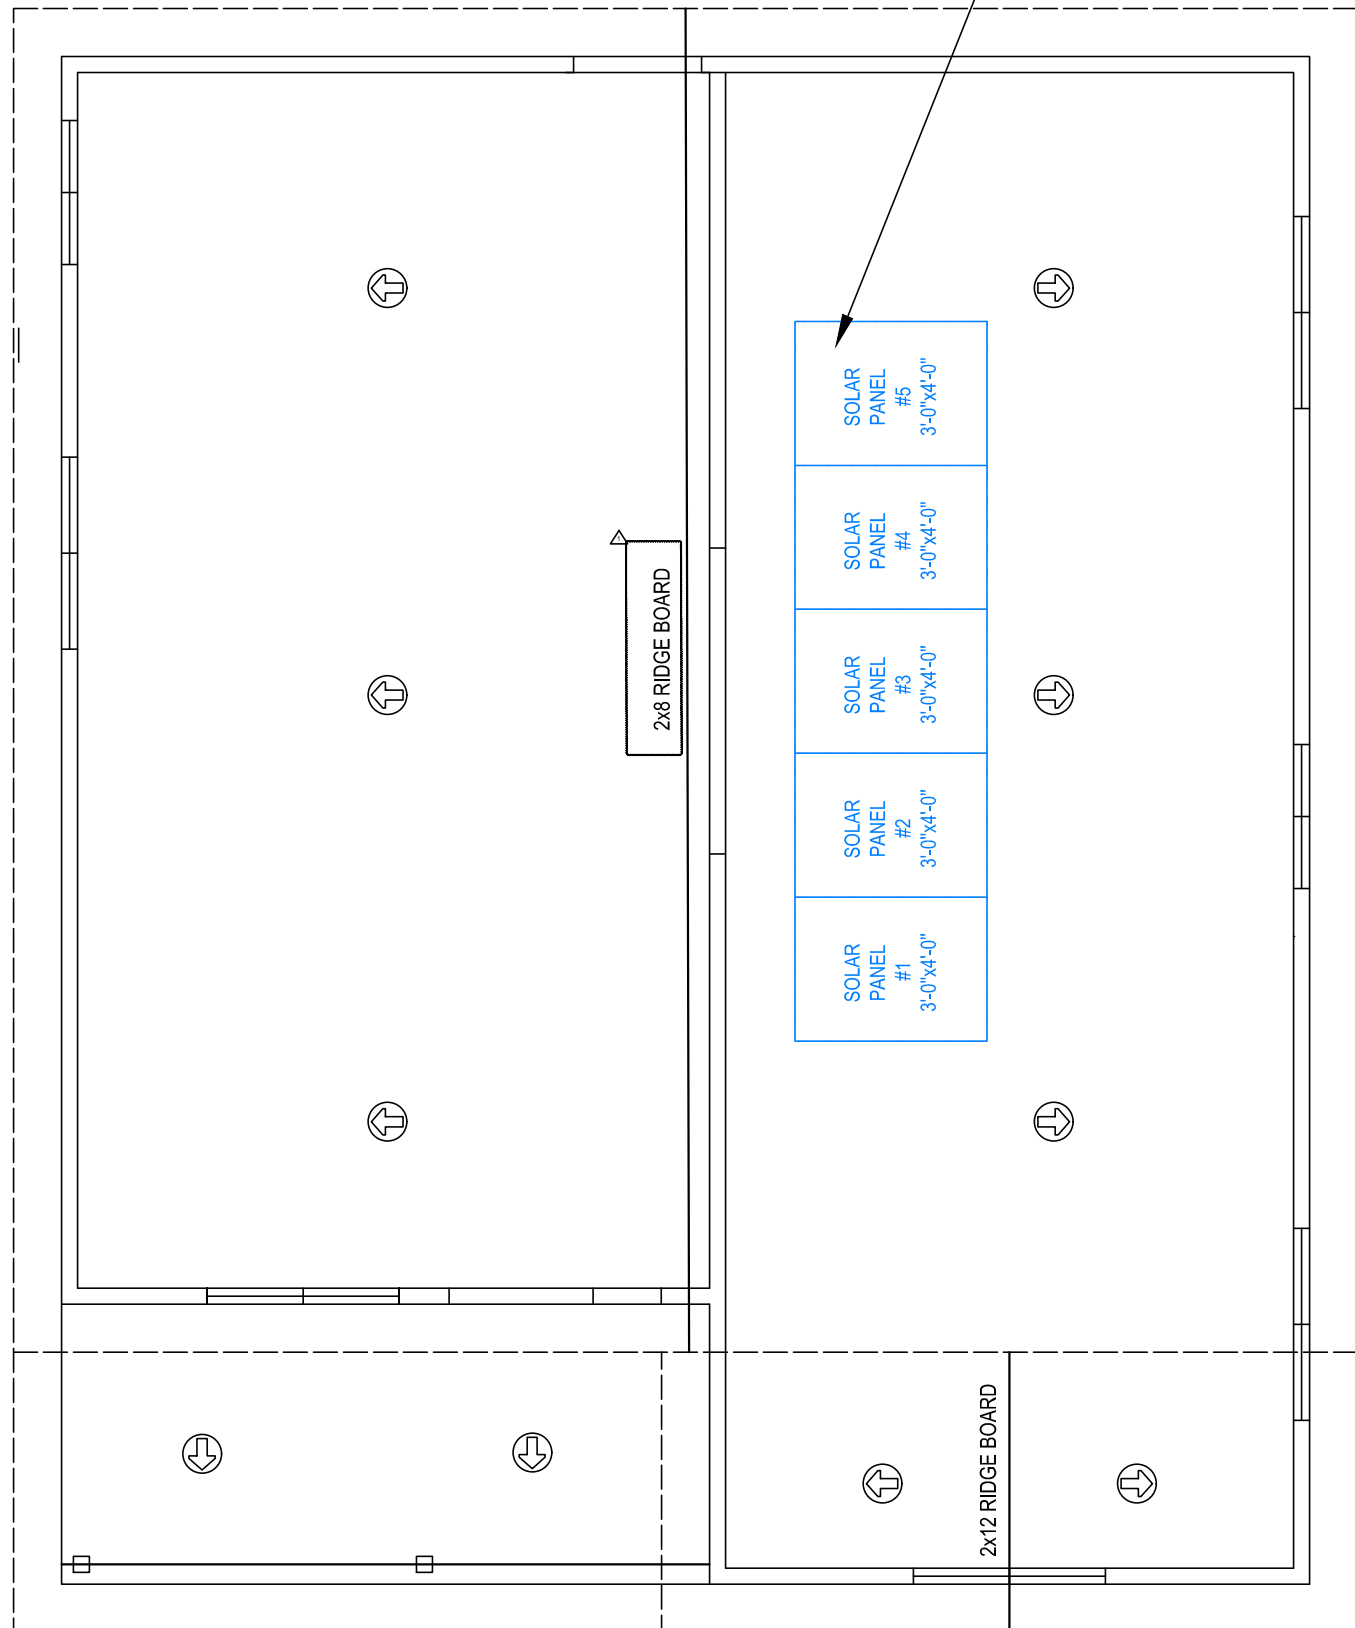 SOLAR
PANEL
#5
3'-0"x4'-0"
SOLAR
PANEL
#4
3'-0"x4'-0"
SOLAR
PANEL
#3
3'-0"x4'-0"
SOLAR
PANEL
#2
3'-0"x4'-0"
SOLAR
PANEL
#1
3'-0"x4'-0"
2x8 RIDGE BOARD
2x12 RIDGE BOARD